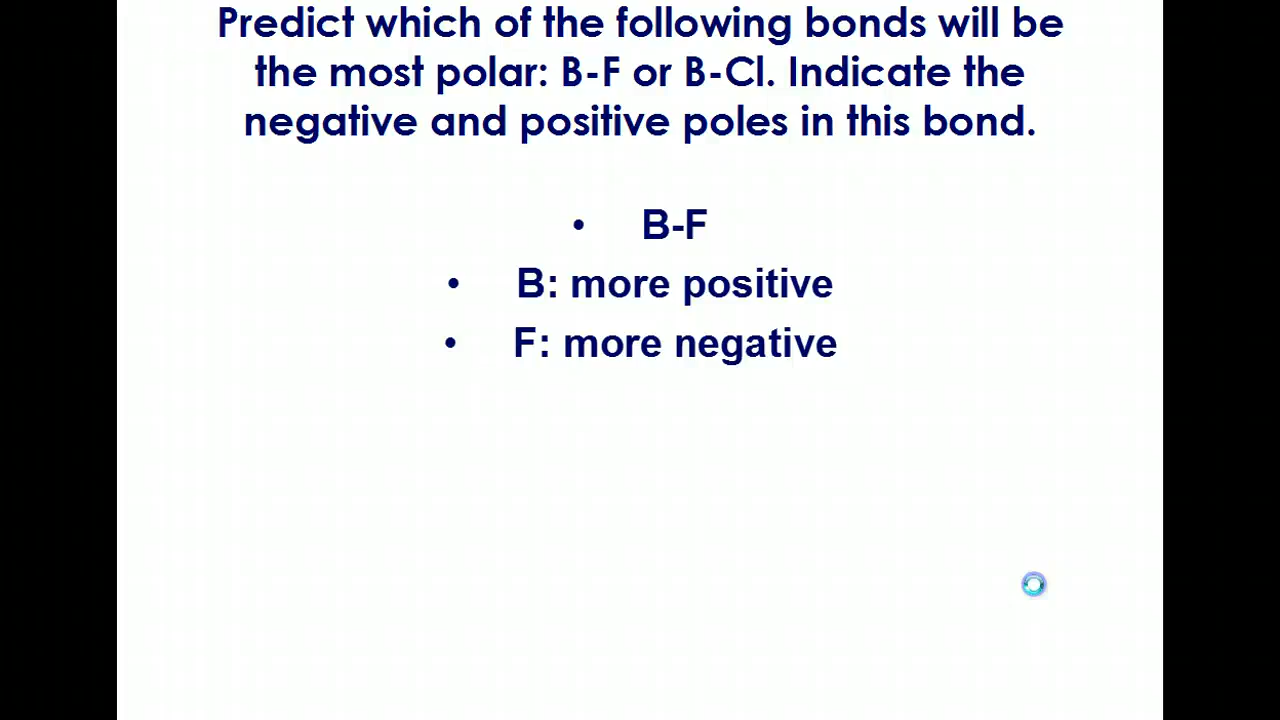 Predict which of the following bonds will be
the most polar: B-F or B-Cl. Indicate the
negative and positive poles in this bond.
• B-F
• B: more positive
• F: more negative